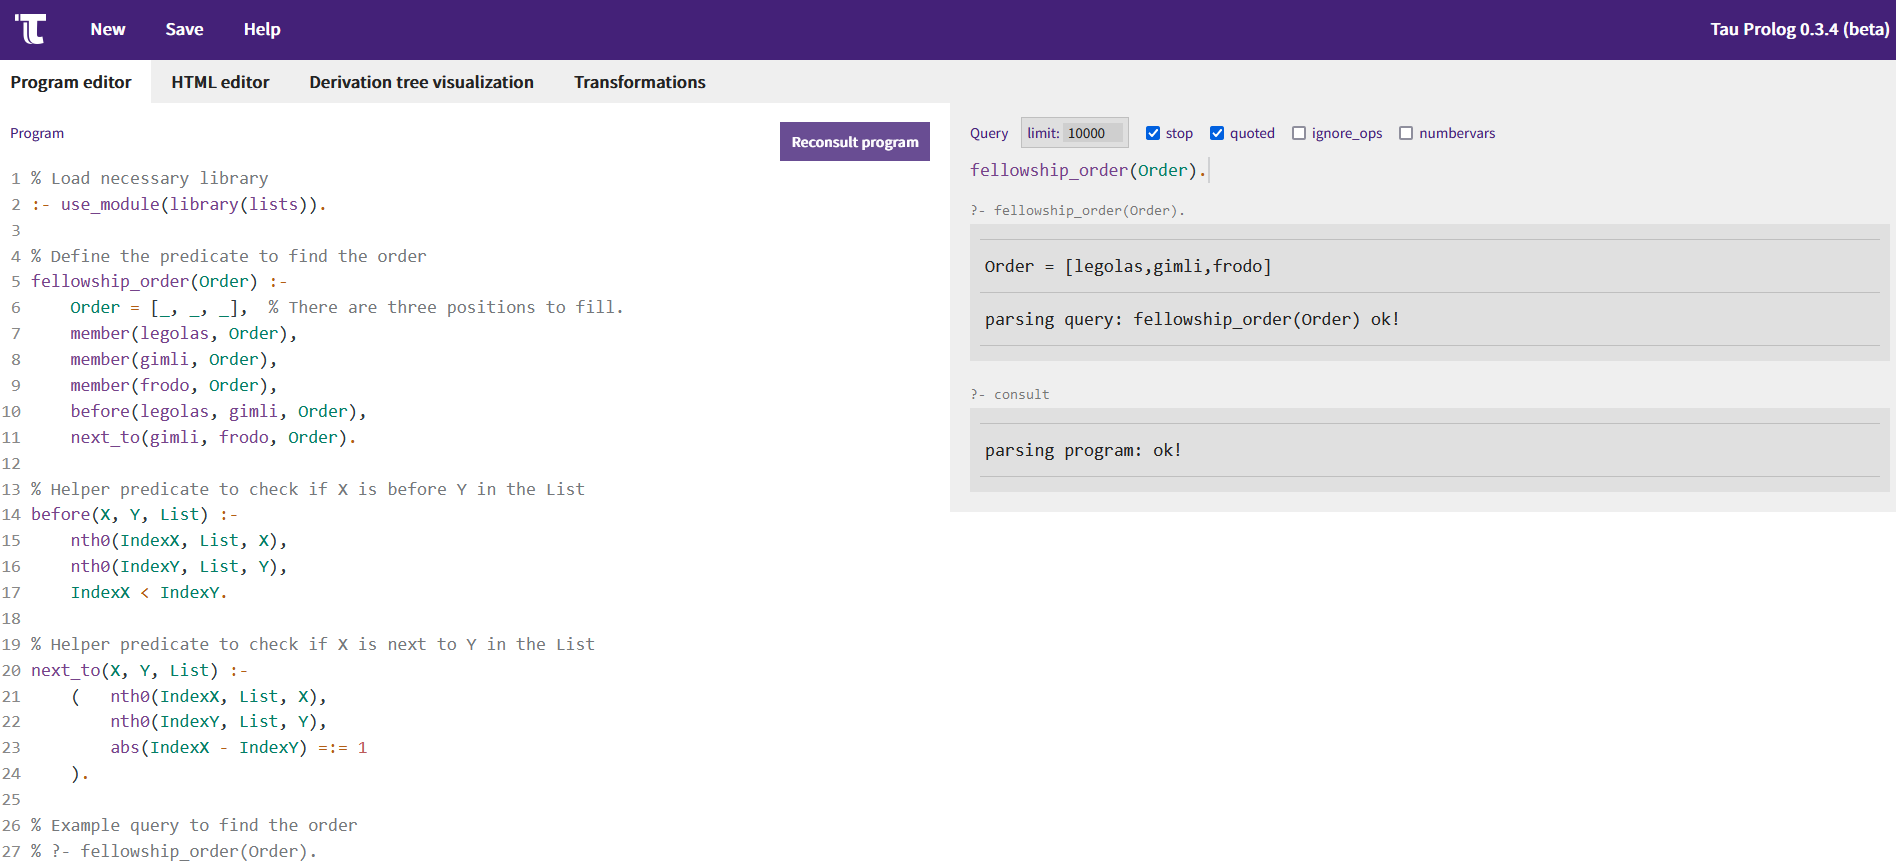 New Save Help Tau Prolog 0.3.4 (beta)
Program editor HTML editor Derivation tree visualization Transformations
Program Reconsult program
1 % Load necessary library
2 :- use_module(library(lists)).
3
4 % Define the predicate to find the order
5 fellowship_order(Order) :-
6     Order = [_, _, _],  % There are three positions to fill.
7     member(legolas, Order),
8     member(gimli, Order),
9     member(frodo, Order),
10     before(legolas, gimli, Order),
11     next_to(gimli, frodo, Order).
12
13 % Helper predicate to check if X is before Y in the List
14 before(X, Y, List) :-
15     nth0(IndexX, List, X),
16     nth0(IndexY, List, Y),
17     IndexX < IndexY.
18
19 % Helper predicate to check if X is next to Y in the List
20 next_to(X, Y, List) :-
21     (   nth0(IndexX, List, X),
22         nth0(IndexY, List, Y),
23         abs(IndexX - IndexY) =:= 1
24     ).
25
26 % Example query to find the order
27 % ?- fellowship_order(Order).
Query limit: 10000 stop quoted ignore_ops numbervars
fellowship_order(Order).
?- fellowship_order(Order).
Order = [legolas,gimli,frodo]
parsing query: fellowship_order(Order) ok!
?- consult
parsing program: ok!